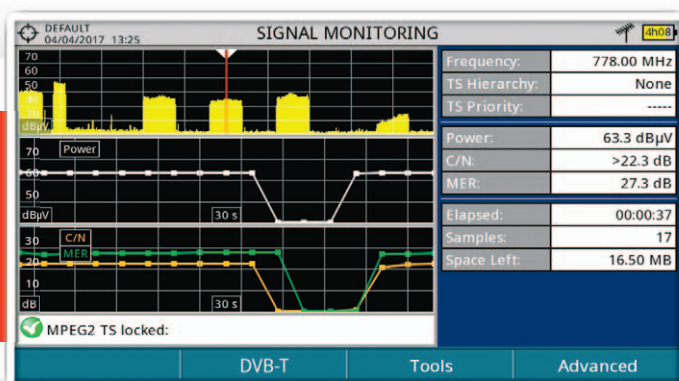 DEFAULT
04/04/2017 13:25
SIGNAL MONITORING
4h08
70
60
50
dBµV
Frequency: 778.00 MHz
TS Hierarchy: None
TS Priority: -----
70
Power
60
50
dBµV
30 s
Power: 63.3 dBµV
C/N: >22.3 dB
MER: 27.3 dB
30
C/N
MER
20
10
dB
30 s
Elapsed: 00:00:37
Samples: 17
Space Left: 16.50 MB
MPEG2 TS locked:
DVB-T
Tools
Advanced